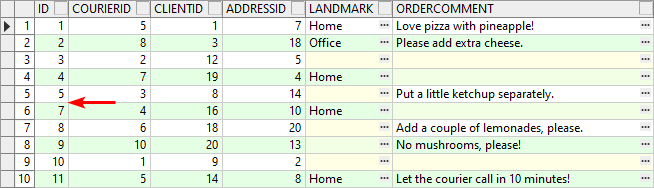 ID COURIERID CLIENTID ADDRESSID LANDMARK ORDERCOMMENT
1 1 5 1 7 Home Love pizza with pineapple!
2 2 8 3 18 Office Please add extra cheese.
3 3 2 12 5
4 4 7 19 4 Home
5 5 3 8 14 Put a little ketchup separately.
6 7 4 16 10 Home
7 8 6 18 20 Add a couple of lemonades, please.
8 9 10 20 13 No mushrooms, please!
9 10 1 9 2
10 11 5 14 8 Home Let the courier call in 10 minutes!